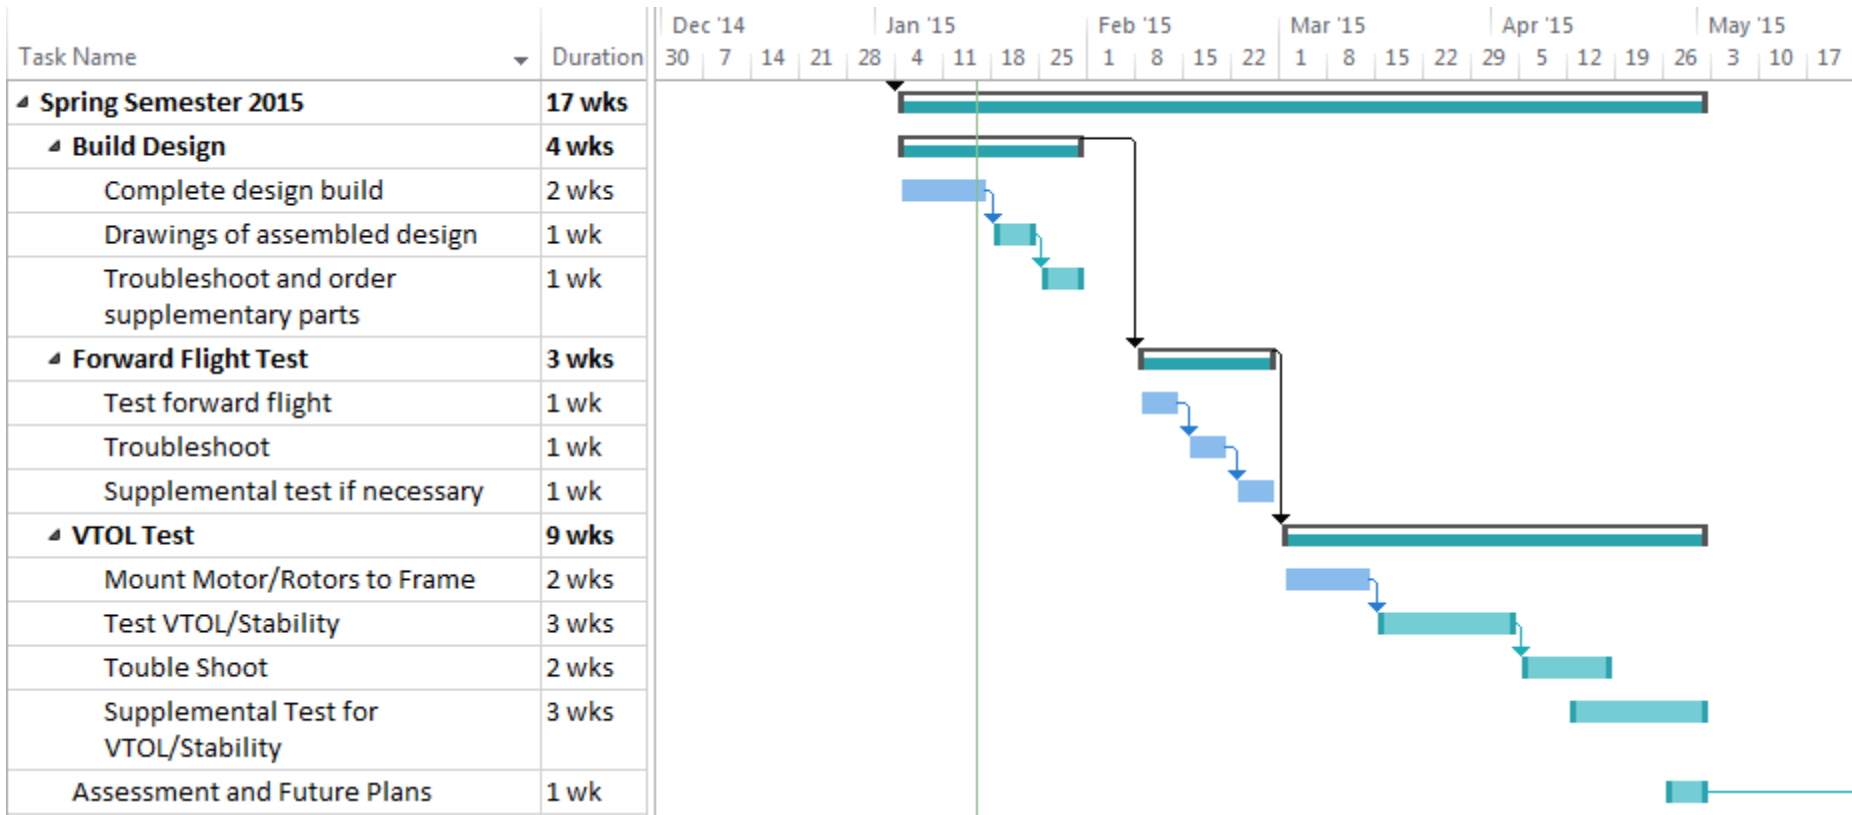 Dec '14 Jan '15 Feb '15 Mar '15 Apr '15 May '15
Task Name Duration 30 7 14 21 28 4 11 18 25 1 8 15 22 1 8 15 22 29 5 12 19 26 3 10 17
Spring Semester 2015 17 wks
Build Design 4 wks
Complete design build 2 wks
Drawings of assembled design 1 wk
Troubleshoot and order 1 wk
supplementary parts
Forward Flight Test 3 wks
Test forward flight 1 wk
Troubleshoot 1 wk
Supplemental test if necessary 1 wk
VTOL Test 9 wks
Mount Motor/Rotors to Frame 2 wks
Test VTOL/Stability 3 wks
Touble Shoot 2 wks
Supplemental Test for 3 wks
VTOL/Stability
Assessment and Future Plans 1 wk